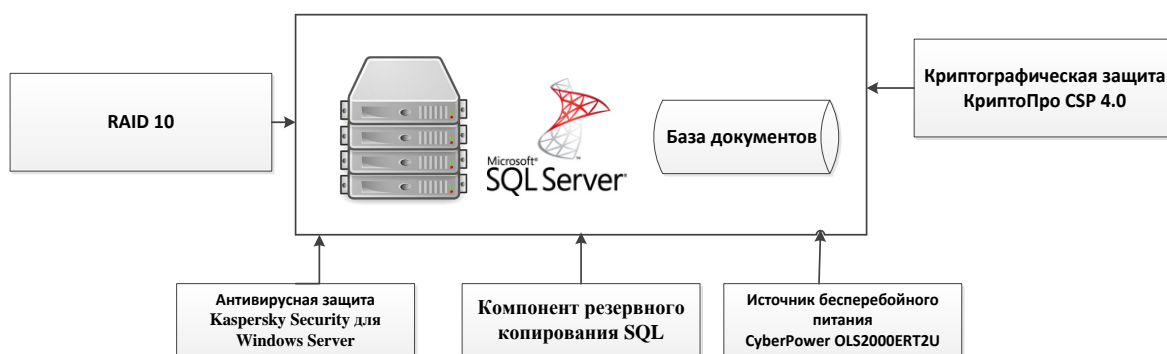 RAID 10
Microsoft®
SQL Server®
База документов
Криптографическая защита
КриптоПро CSP 4.0
Антивирусная защита
Kaspersky Security для
Windows Server
Компонент резервного
копирования SQL
Источник бесперебойного
питания
CyberPower OLS2000ERT2U